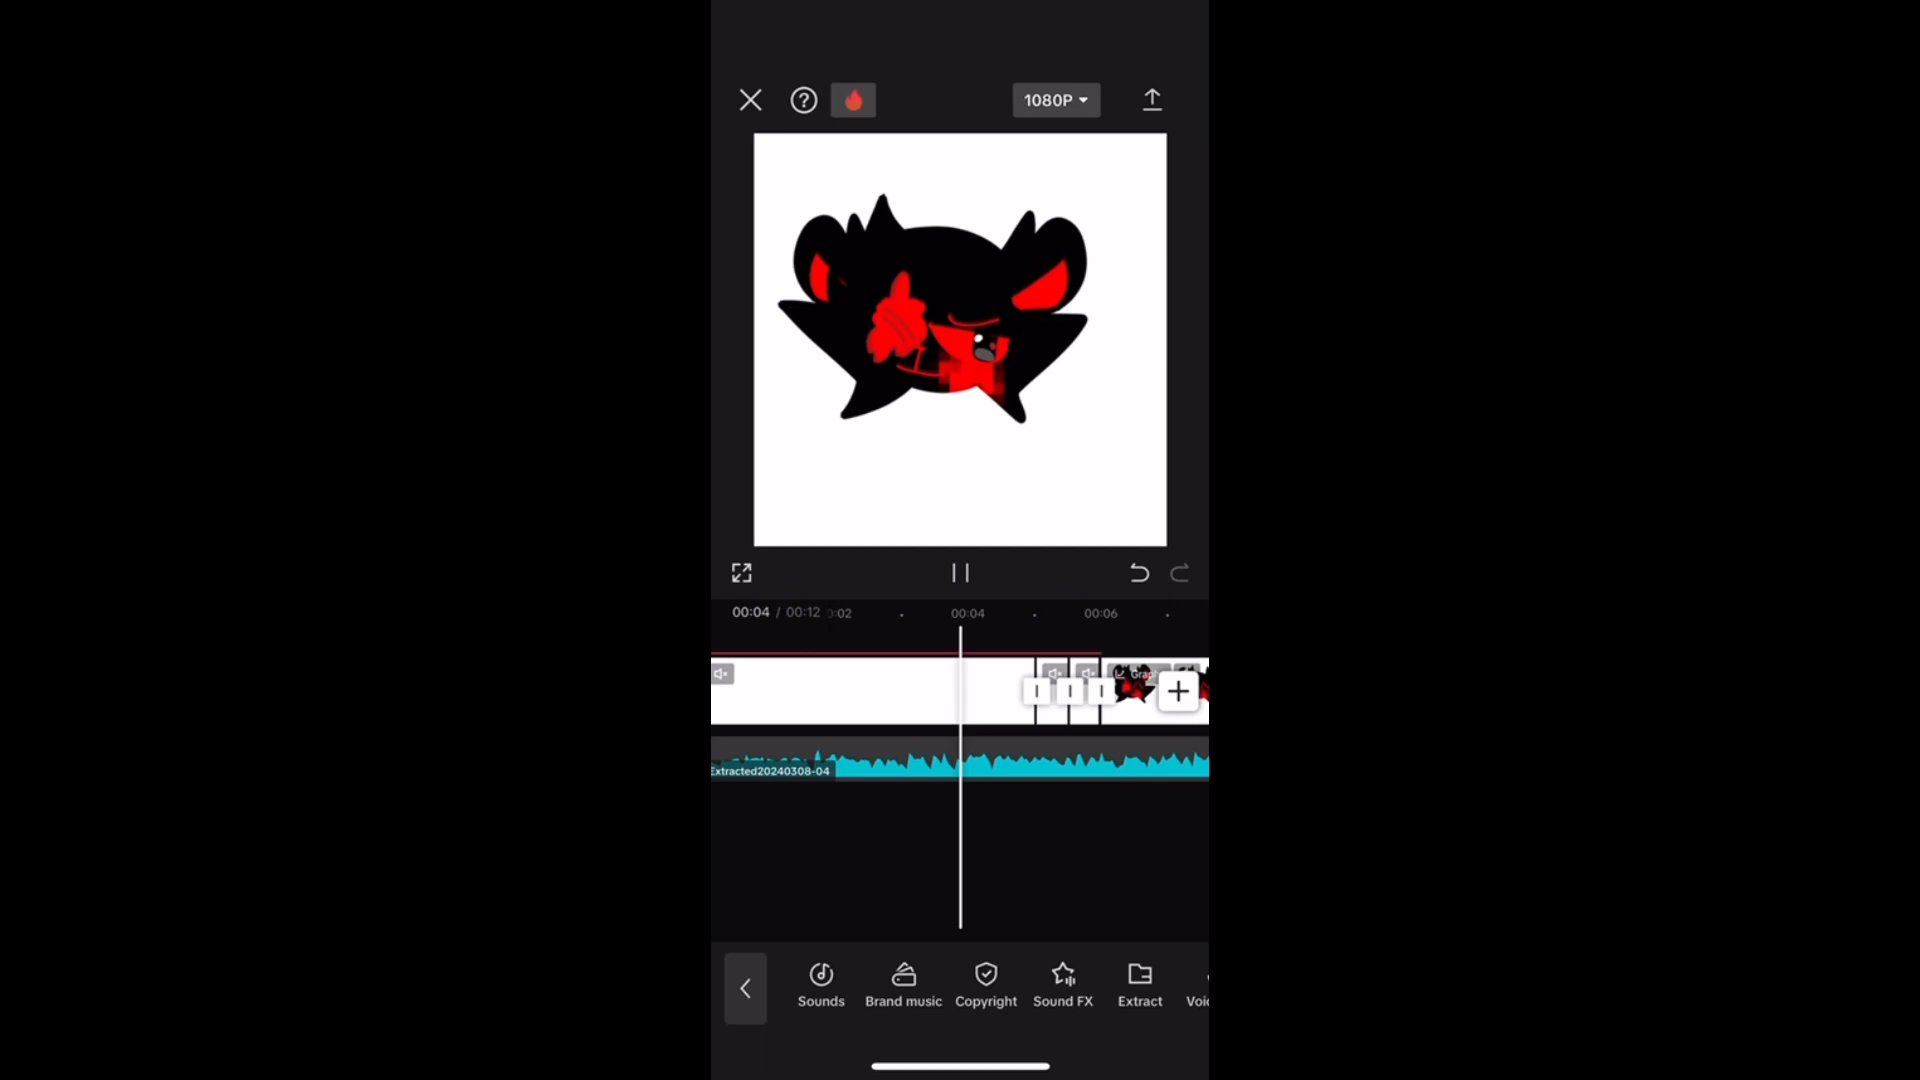 1080P
00:04 / 00:12
00:04
00:06
Extracted20240308-04
Sounds
Brand music
Copyright
Sound FX
Extract